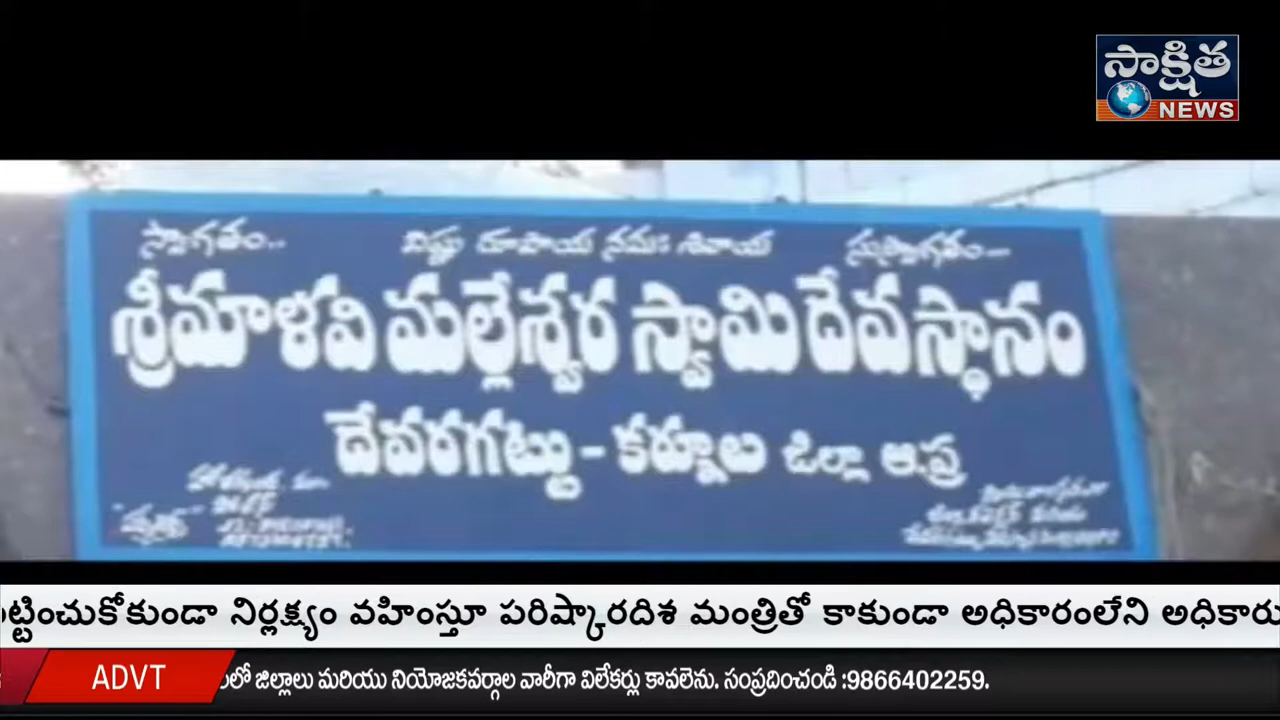 సాక్షిత
NEWS
స్వాగతం.. విష్ణు రూపాయ నమః శివాయ సుస్వాగతం
శ్రీమాళవి మల్లేశ్వర స్వామి దేవస్థానం
దేవరగట్టు - కర్నూలు జిల్లా ఆ.ప్ర
ట్టించుకోకుండా నిర్లక్ష్యం వహిస్తూ పరిష్కారదిశ మంత్రితో కాకుండా అధికారంలేని అధికారు
ADVT లో జిల్లాలు మరియు నియోజకవర్గాల వారీగా విలేకర్లు కావలెను. సంప్రదించండి :9866402259.